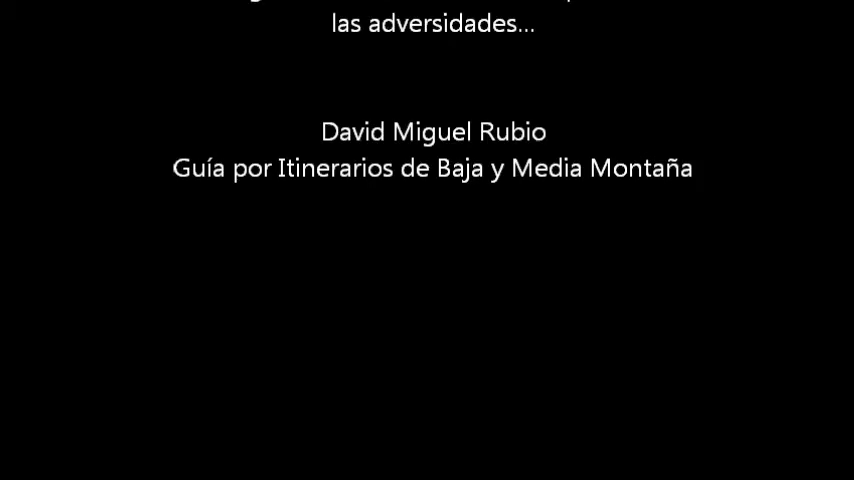 las adversidades...
David Miguel Rubio
Guía por Itinerarios de Baja y Media Montaña